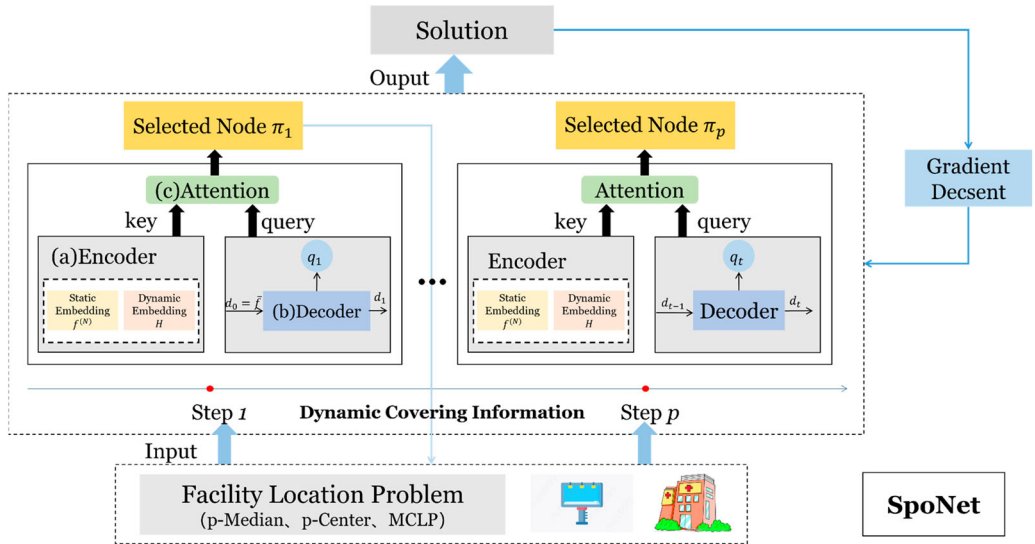 Solution
Ouput
Selected Node π₁
Selected Node πₚ
(c)Attention
Attention
Gradient
Decsent
key
query
key
query
(a)Encoder
q₁
Encoder
qₜ
Static
Embedding
f⁽ᴺ⁾
Dynamic
Embedding
H
d₀ = f̄
(b)Decoder
d₁
...
Static
Embedding
f⁽ᴺ⁾
Dynamic
Embedding
H
dₜ₋₁
Decoder
dₜ
Step 1
Dynamic Covering Information
Step p
Input
Facility Location Problem
(p-Median、p-Center、MCLP)
SpoNet